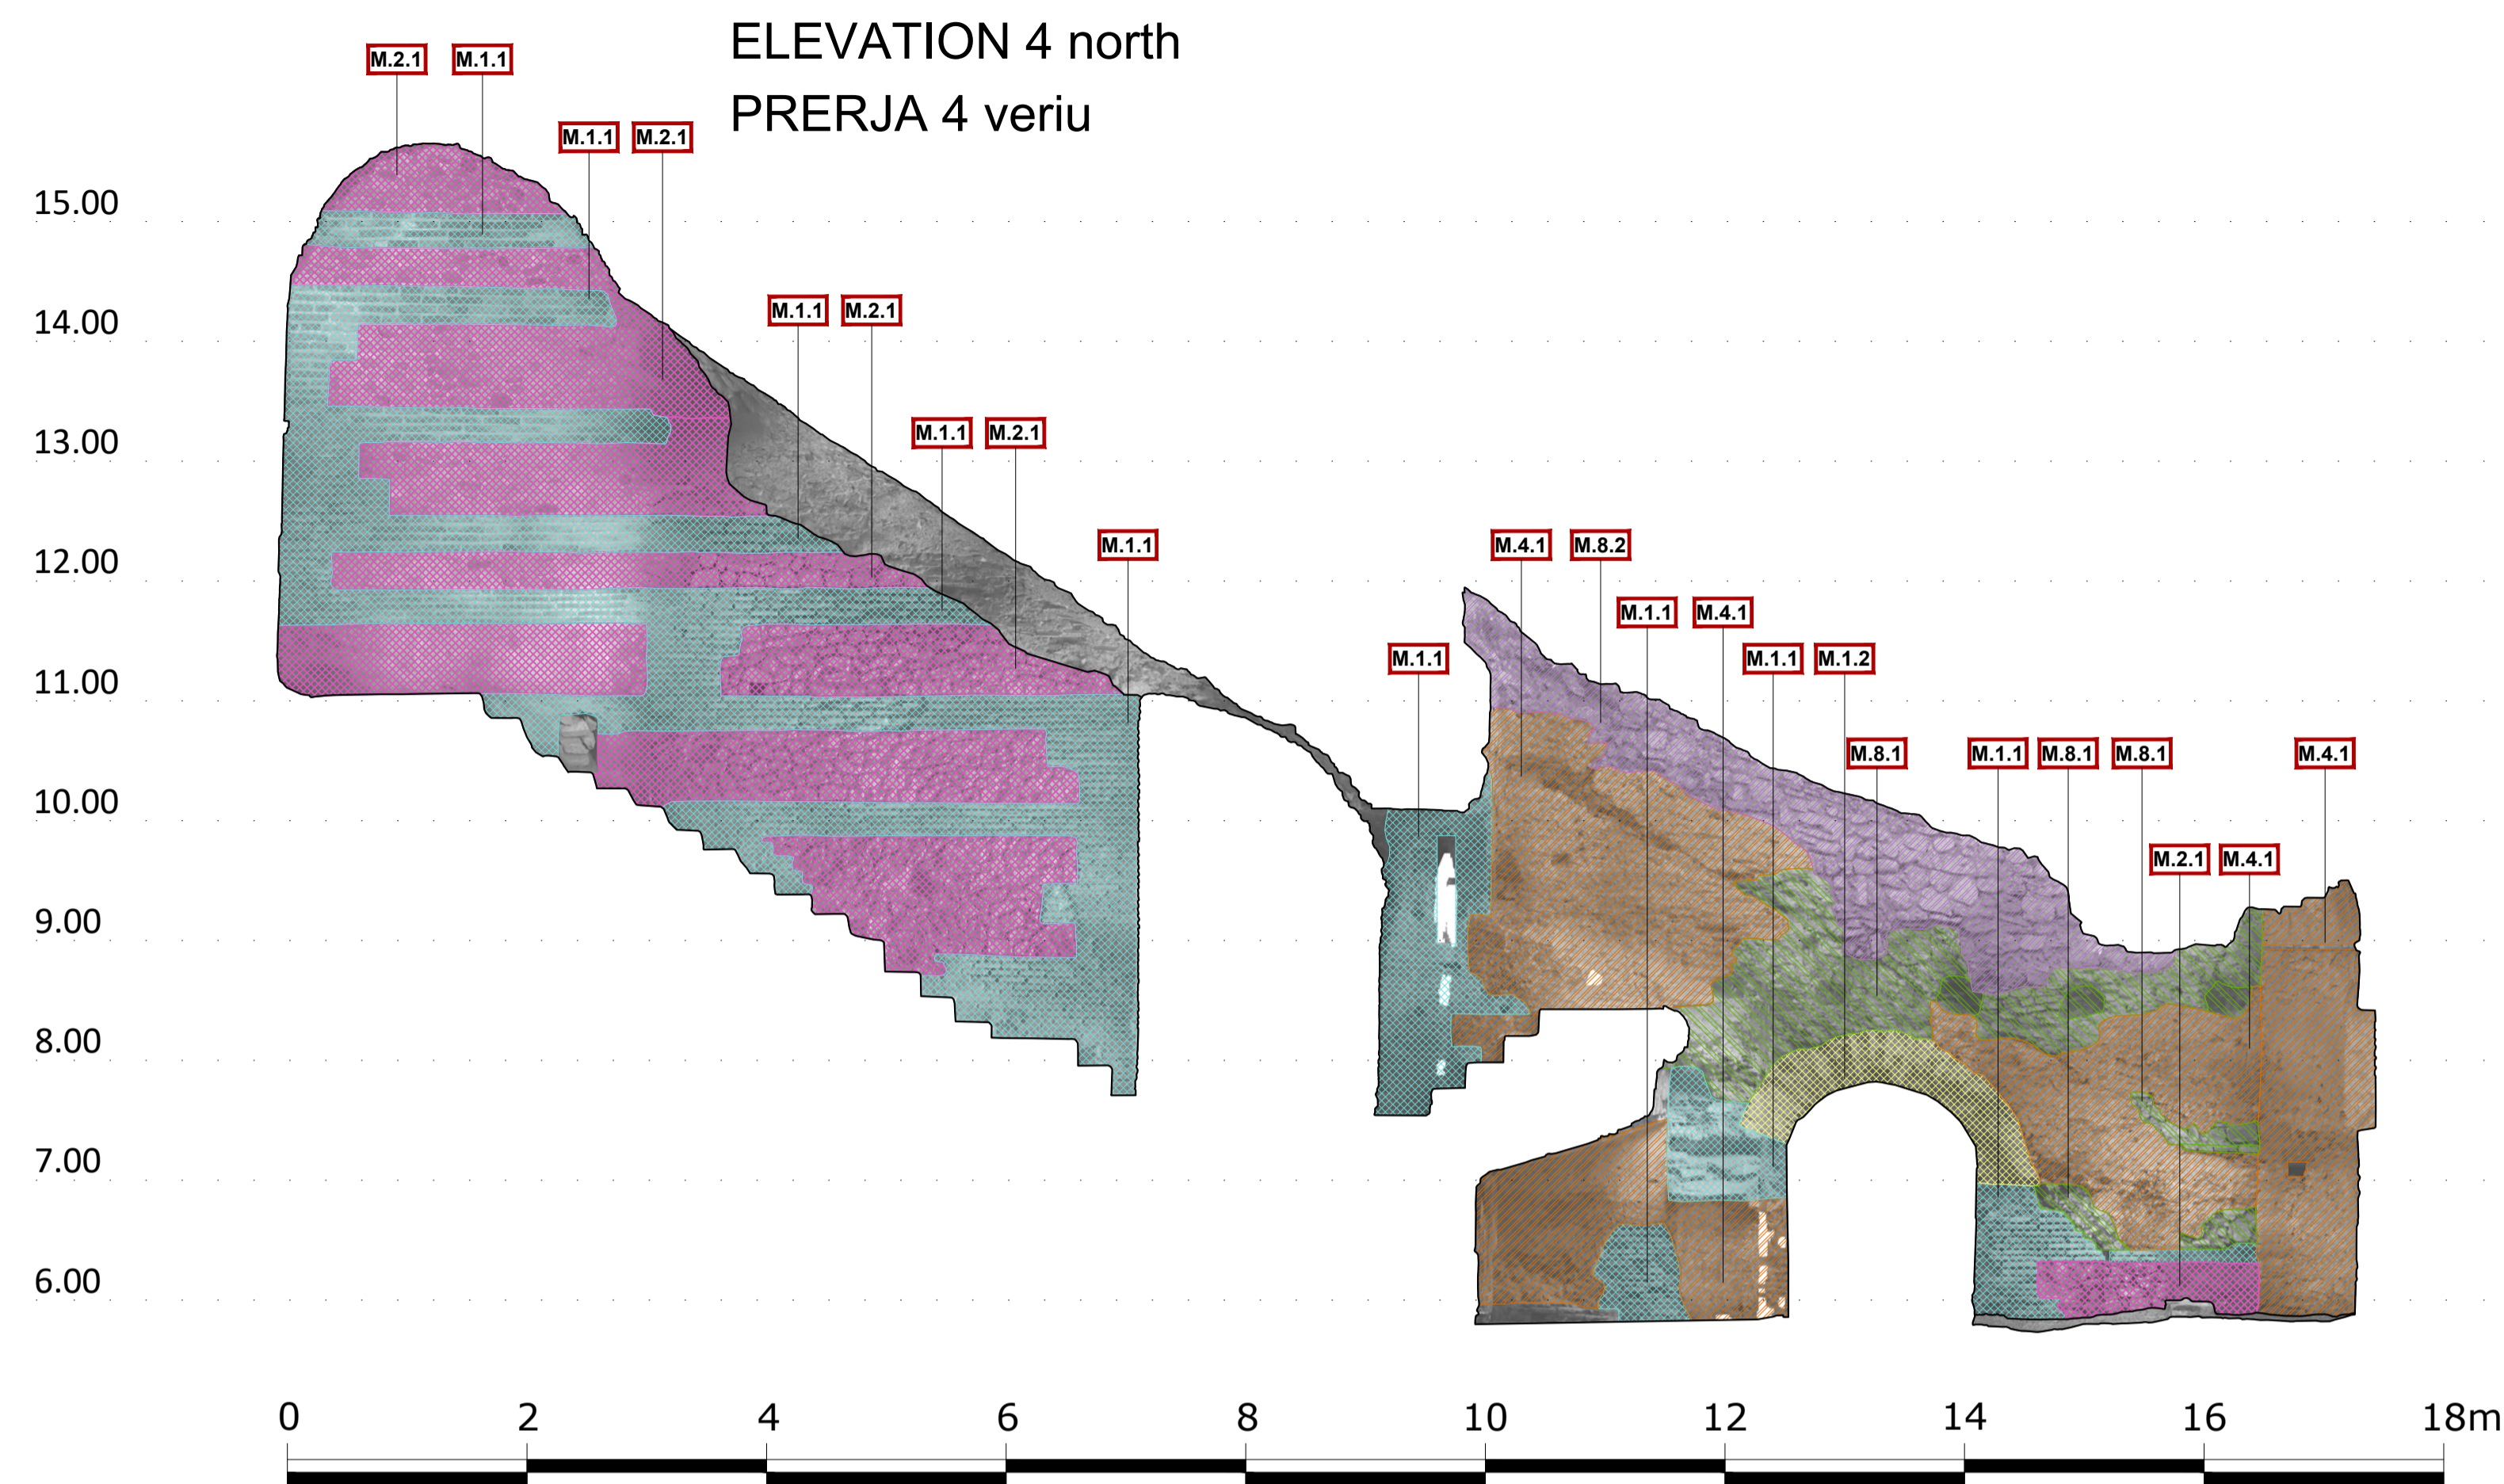 ELEVATION 4 north
PRERJA 4 veriu
M.2.1 M.1.1
M.1.1 M.2.1
15.00
14.00
M.1.1 M.2.1
13.00
M.1.1 M.2.1
12.00
M.1.1 M.4.1 M.8.2
M.1.1 M.4.1
11.00
M.1.1 M.1.1 M.1.2
M.8.1 M.1.1 M.8.1 M.8.1 M.4.1
10.00
M.2.1 M.4.1
9.00
8.00
7.00
6.00
0 2 4 6 8 10 12 14 16 18m